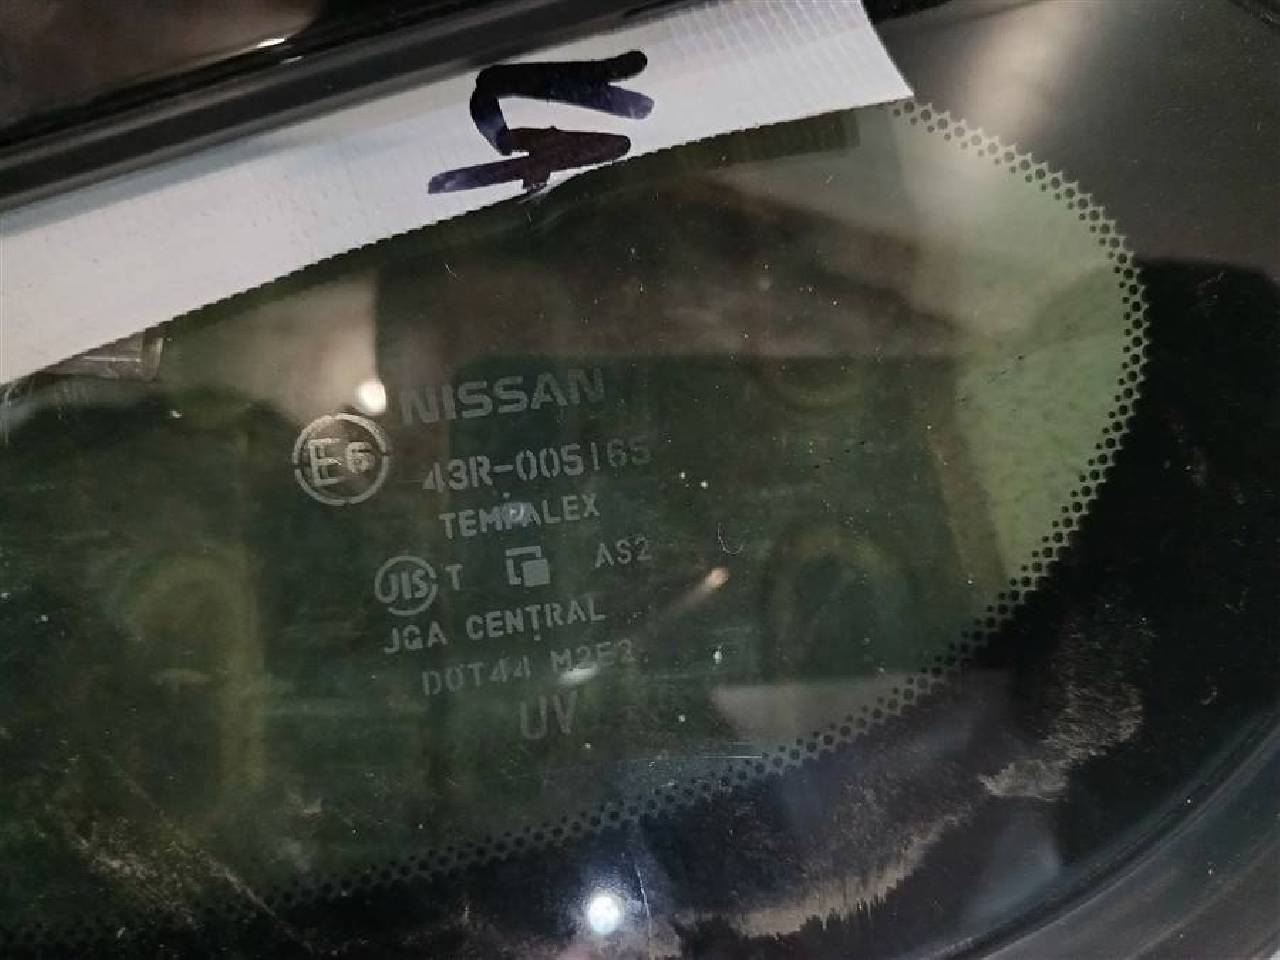 NISSAN
E6 43R-005165
TEMPALEX
JIS T AS2
JGA CENTRAL
DOT44 M2E2
UV